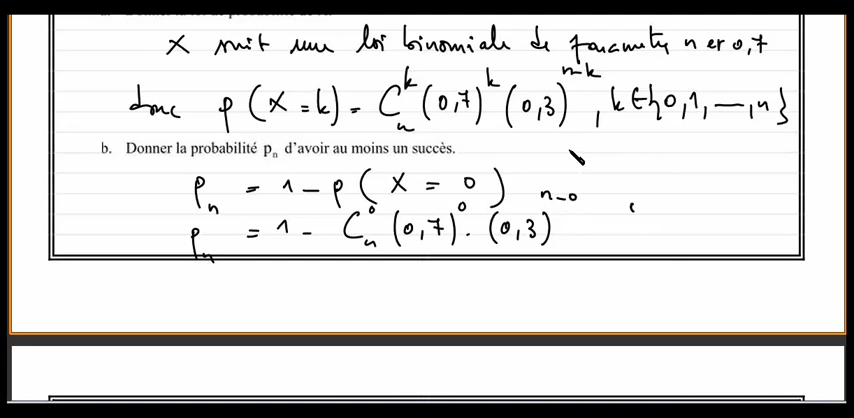 X suit une loi binomiale de parametres n et 0,7
donc p(X = k) = C_n^k (0,7)^k (0,3)^{n-k}, k ∈ {0,1,—,n}
b. Donner la probabilité p_n d'avoir au moins un succès.
p_n = 1 - p(X = 0)
p_n = 1 - C_n^0 (0,7)^0 . (0,3)^{n-0}